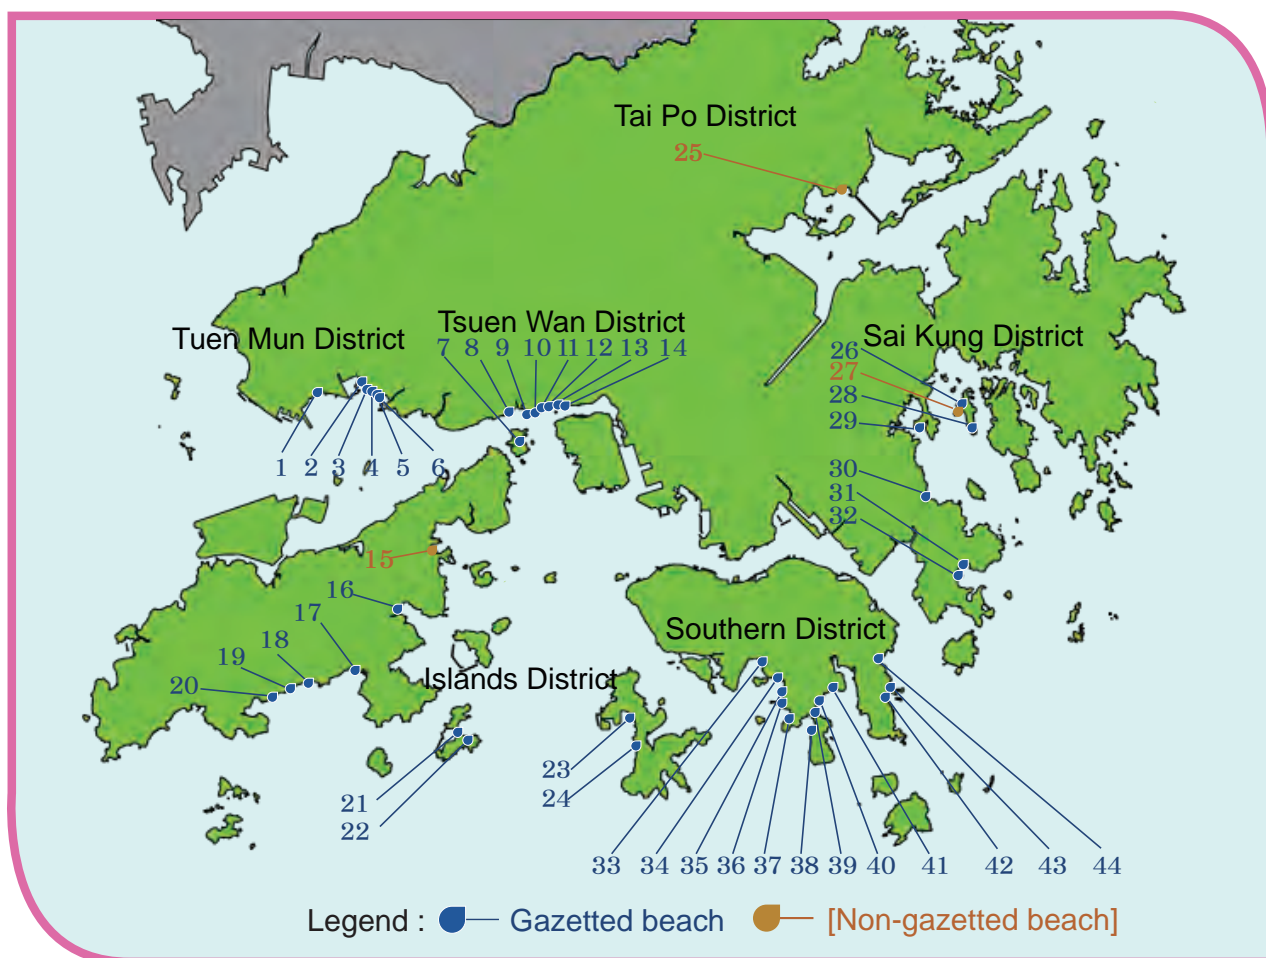 Tai Po District
25
Tuen Mun District
Tsuen Wan District
7 8 9 10 11 12 13 14
Sai Kung District
26
27
28
29
1 2 3 4 5 6
30
31
32
15
16
17
18
19
20
Southern District
Islands District
21
22
23
24
33 34 35 36 37 38 39 40 41 42 43 44
Legend : Gazetted beach [Non-gazetted beach]